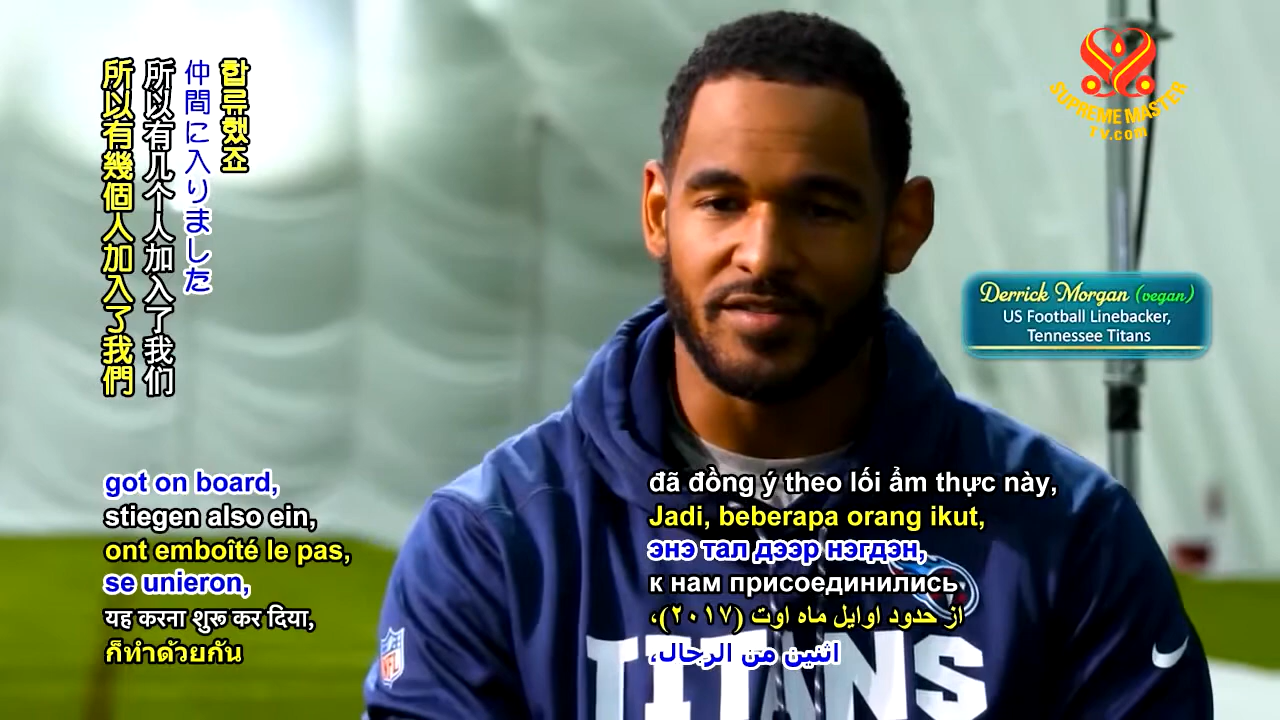 합류했죠
仲間に入りました
所以有几个人加入了我们
所以有幾個人加入了我們
SUPREME MASTER
TV.com
Derrick Morgan (vegan)
US Football Linebacker,
Tennessee Titans
got on board,
stiegen also ein,
ont emboîté le pas,
se unieron,
यह करना शुरू कर दिया,
ก็ทำด้วยกัน
đã đồng ý theo lối ẩm thực này,
Jadi, beberapa orang ikut,
энэ тал дээр нэгдэн,
к нам присоединились
از حدود اوایل ماه اوت (۲۰۱۷)،
اثنين من الرجال،
NFL
TITANS